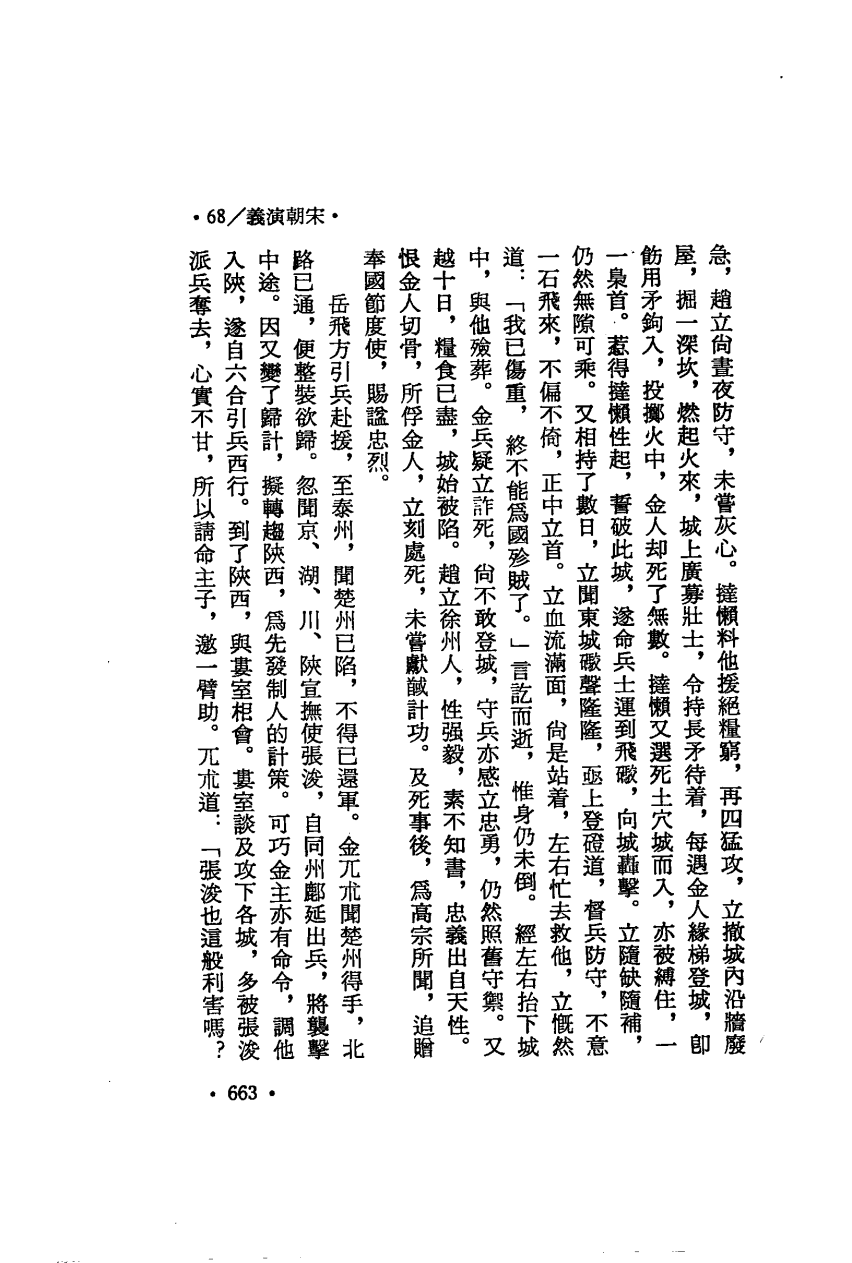 •68／義演朝宋•
急，趙立尙晝夜防守，未嘗灰心。撻懶料他援絕糧窮，再四猛攻，立撤城內沿牆廢
屋，掘一深坎，燃起火來，城上廣募壯士，令持長矛待着，每遇金人緣梯登城，卽
飭用矛鉤入，投擲火中，金人却死了無數。撻懶又選死士穴城而入，亦被縛住，一
一梟首。惹得撻懶性起，誓破此城，遂命兵士運到飛礮，向城轟擊。立隨缺隨補，
仍然無隙可乘。又相持了數日，立聞東城礮聲隆隆，亟上登磴道，督兵防守，不意
一石飛來，不偏不倚，正中立首。立血流滿面，尙是站着，左右忙去救他，立慨然
道：「我已傷重，終不能爲國殄賊了。」言訖而逝，惟身仍未倒。經左右抬下城
中，與他殮葬。金兵疑立詐死，尙不敢登城，守兵亦感立忠勇，仍然照舊守禦。又
越十日，糧食已盡，城始被陷。趙立徐州人，性强毅，素不知書，忠義出自天性。
恨金人切骨，所俘金人，立刻處死，未嘗獻馘計功。及死事後，爲高宗所聞，追贈
奉國節度使，賜諡忠烈。
岳飛方引兵赴援，至泰州，聞楚州已陷，不得已還軍。金兀朮聞楚州得手，北
路已通，便整裝欲歸。忽聞京、湖、川、陝宣撫使張浚，自同州鄜延出兵，將襲擊
中途。因又變了歸計，擬轉趨陝西，爲先發制人的計策。可巧金主亦有命令，調他
入陝，遂自六合引兵西行。到了陝西，與婁室相會。婁室談及攻下各城，多被張浚
派兵奪去，心實不甘，所以請命主子，邀一臂助。兀朮道：「張浚也這般利害嗎？
•663•